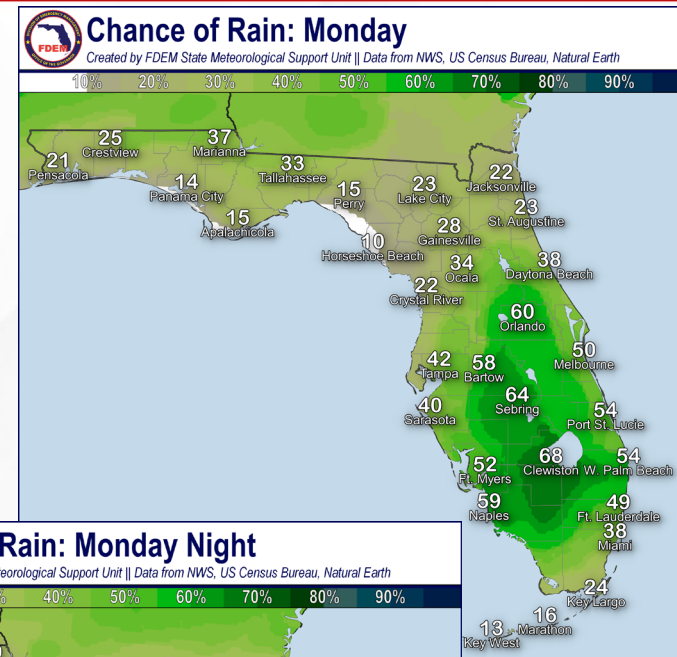 Chance of Rain: Monday
Created by FDEM State Meteorological Support Unit || Data from NWS, US Census Bureau, Natural Earth
FDEM
10% 20% 30% 40% 50% 60% 70% 80% 90%
25
Crestview
37
Marianna
21
Pensacola
33
Tallahassee
14
Panama City
15
Apalachicola
15
Perry
23
Lake City
22
Jacksonville
23
St. Augustine
28
Gainesville
10
Horseshoe Beach
34
Ocala
38
Daytona Beach
22
Crystal River
60
Orlando
50
Melbourne
42
Tampa
58
Bartow
64
Sebring
40
Sarasota
54
Port St. Lucie
68
Clewiston
54
W. Palm Beach
52
Ft. Myers
59
Naples
49
Ft. Lauderdale
38
Miami
24
Key Largo
16
Marathon
13
Key West
Rain: Monday Night
eorological Support Unit || Data from NWS, US Census Bureau, Natural Earth
% 40% 50% 60% 70% 80% 90%